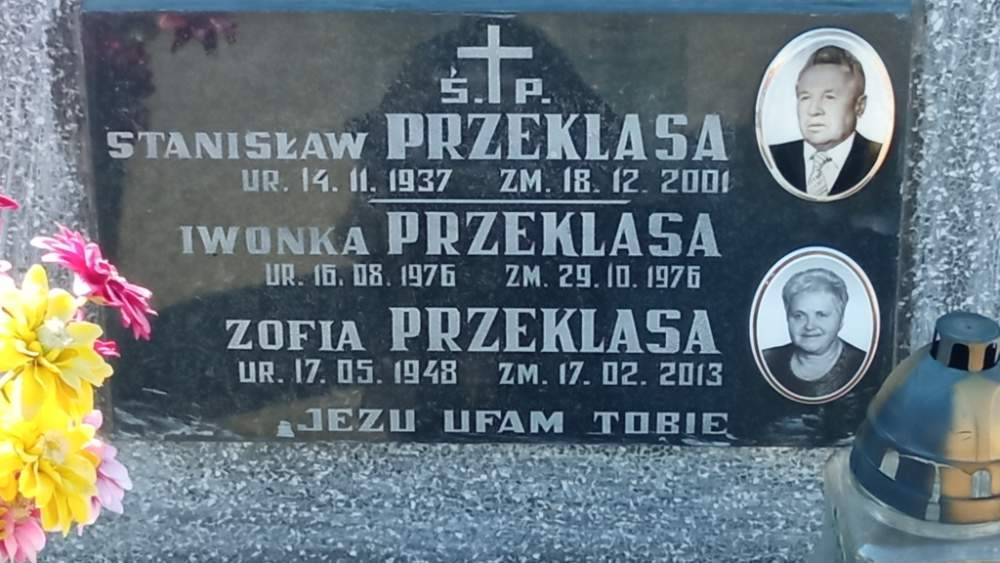 Ś. P.
STANISŁAW PRZEKLASA
UR. 14. 11. 1937 ZM. 18. 12. 2001
IWONKA PRZEKLASA
UR. 16. 08. 1976 ZM. 29. 10. 1976
ZOFIA PRZEKLASA
UR. 17. 05. 1948 ZM. 17. 02. 2013
JEZU UFAM TOBIE